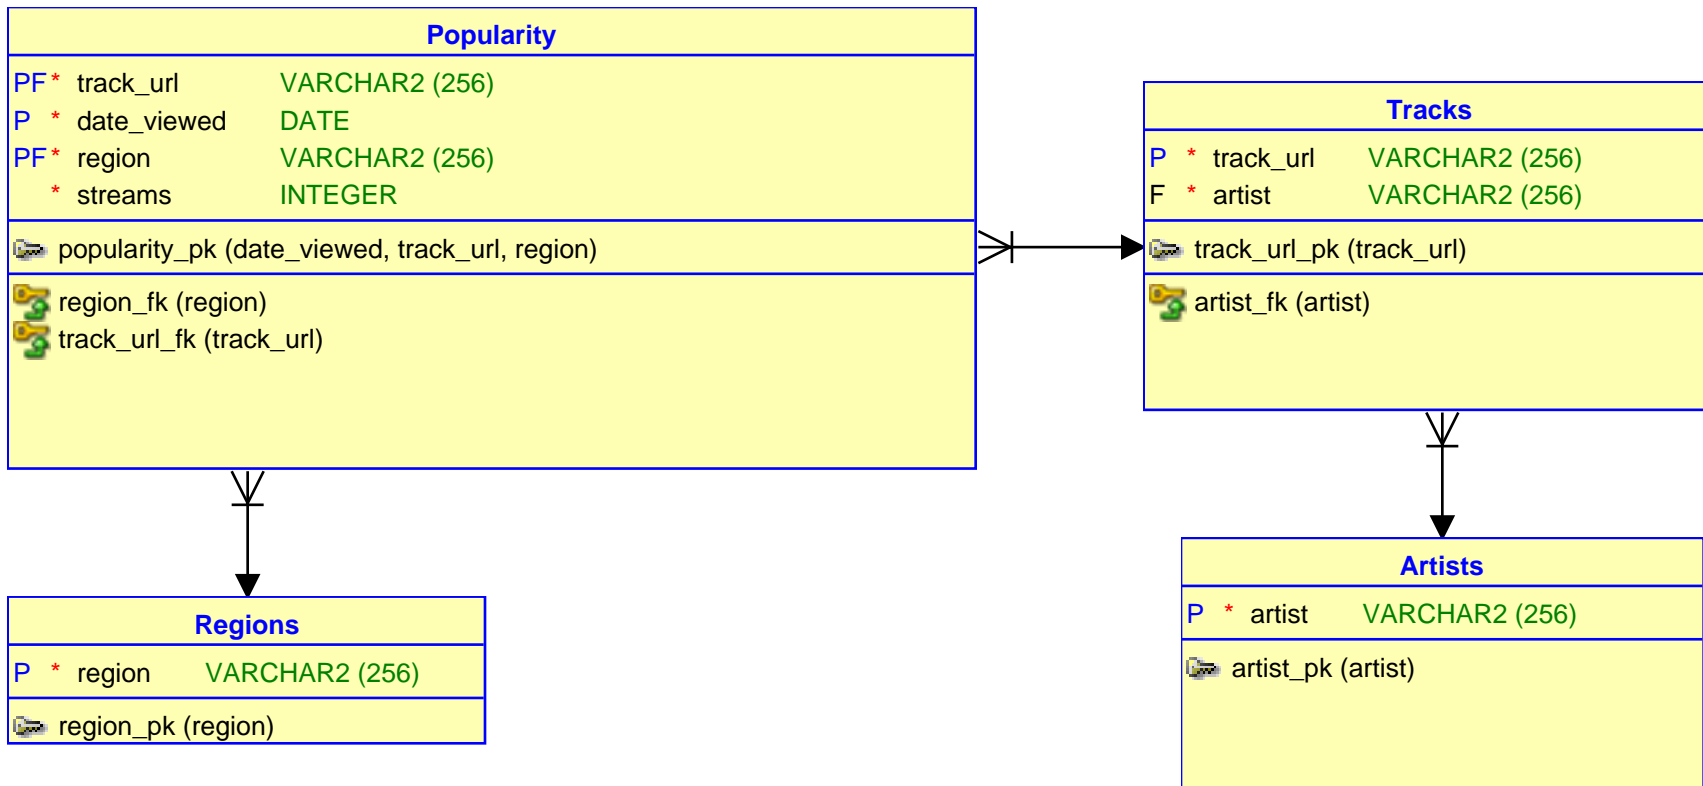 Popularity
PF * track_url VARCHAR2 (256)
P * date_viewed DATE
PF * region VARCHAR2 (256)
* streams INTEGER
popularity_pk (date_viewed, track_url, region)
region_fk (region)
track_url_fk (track_url)
Tracks
P * track_url VARCHAR2 (256)
F * artist VARCHAR2 (256)
track_url_pk (track_url)
artist_fk (artist)
Regions
P * region VARCHAR2 (256)
region_pk (region)
Artists
P * artist VARCHAR2 (256)
artist_pk (artist)